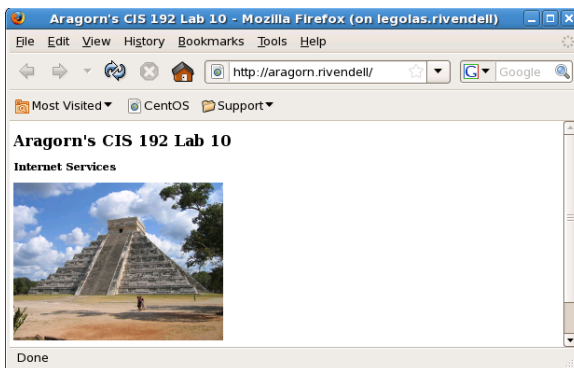 Aragorn's CIS 192 Lab 10 - Mozilla Firefox (on legolas.rivendell)
File Edit View History Bookmarks Tools Help
http://aragorn.rivendell/ G Google
Most Visited CentOS Support
Aragorn's CIS 192 Lab 10
Internet Services
Done